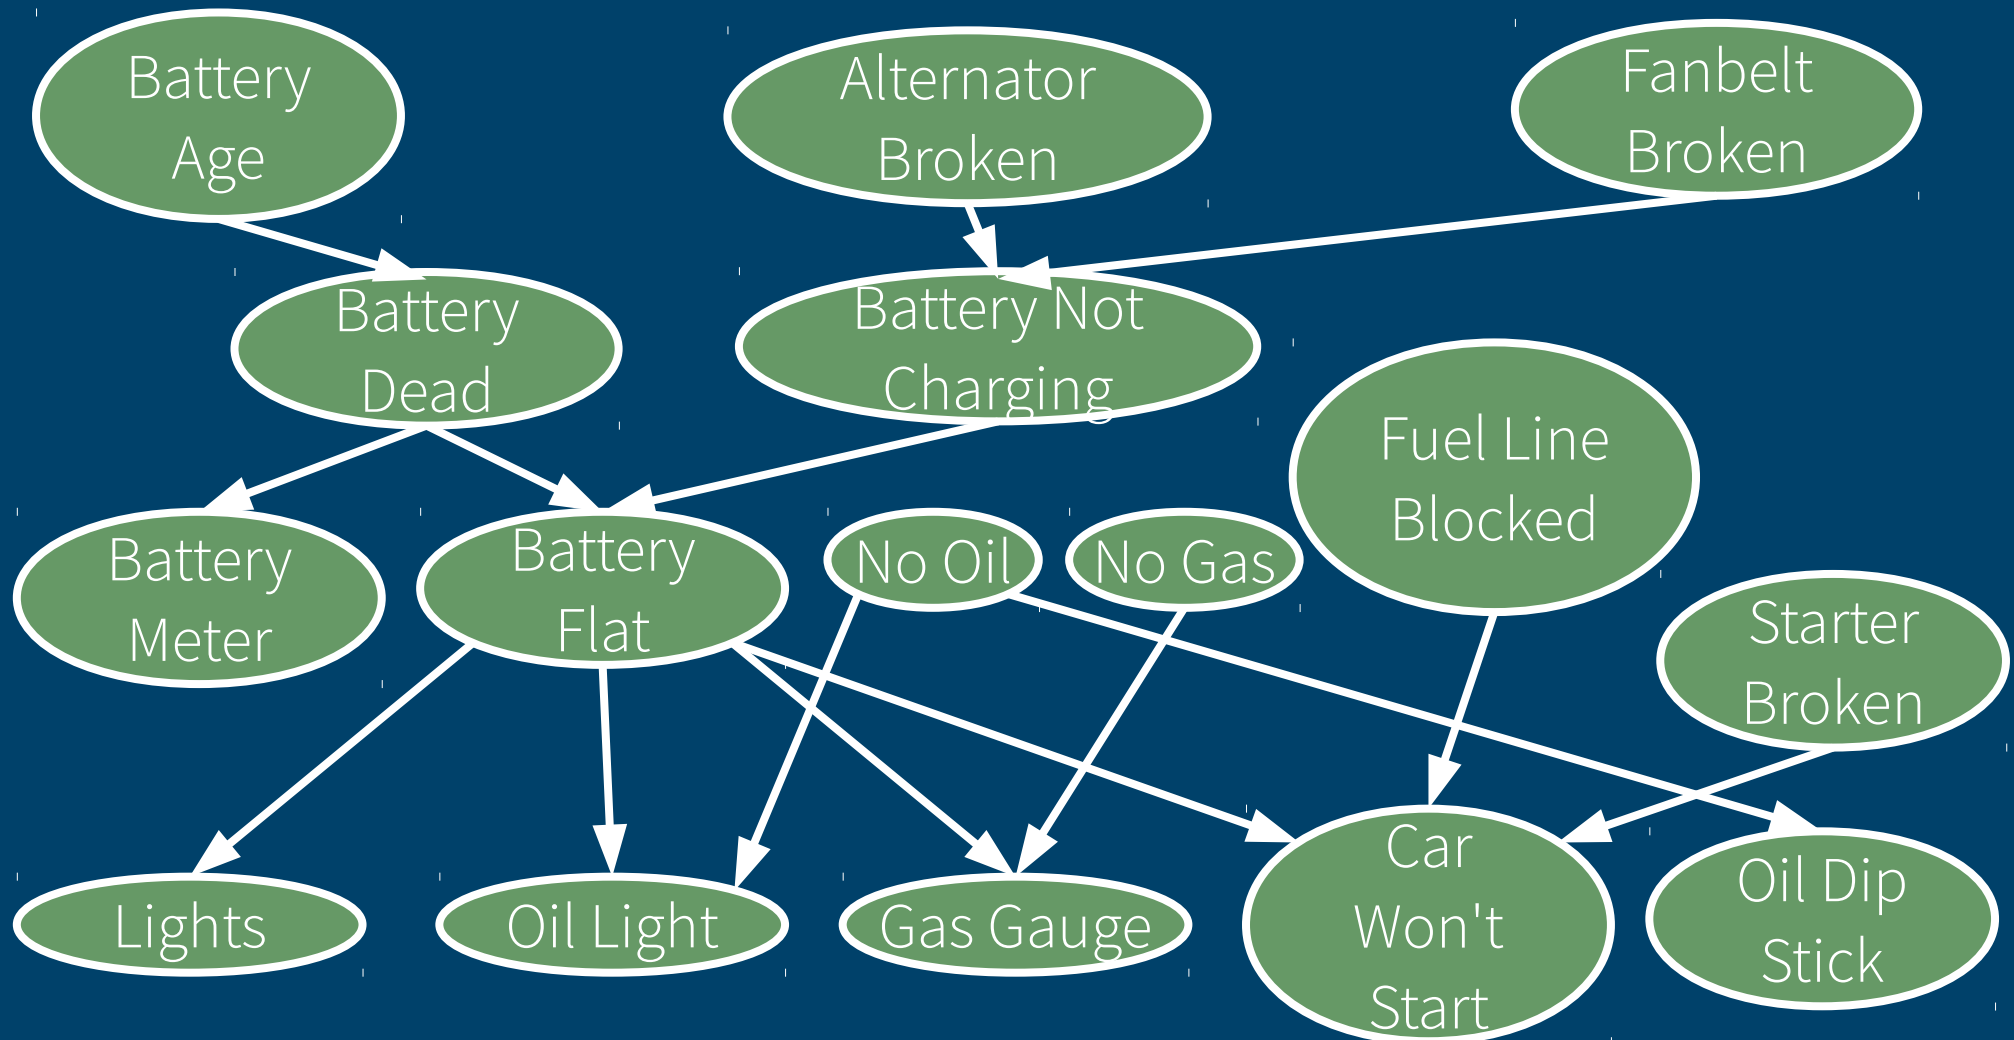 Battery
Age
Alternator
Broken
Fanbelt
Broken
Battery
Dead
Battery Not
Charging
Fuel Line
Blocked
Battery
Meter
Battery
Flat
No Oil
No Gas
Starter
Broken
Lights
Oil Light
Gas Gauge
Car
Won't
Start
Oil Dip
Stick